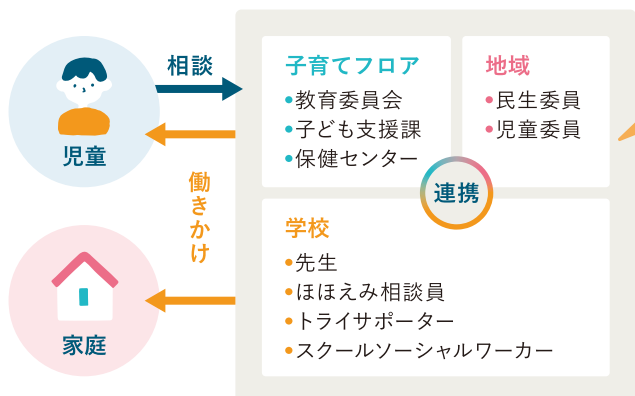 相談
児童
働きかけ
家庭
子育てフロア
•教育委員会
•子ども支援課
•保健センター
地域
•民生委員
•児童委員
連携
学校
•先生
•ほほえみ相談員
•トライサポーター
•スクールソーシャルワーカー